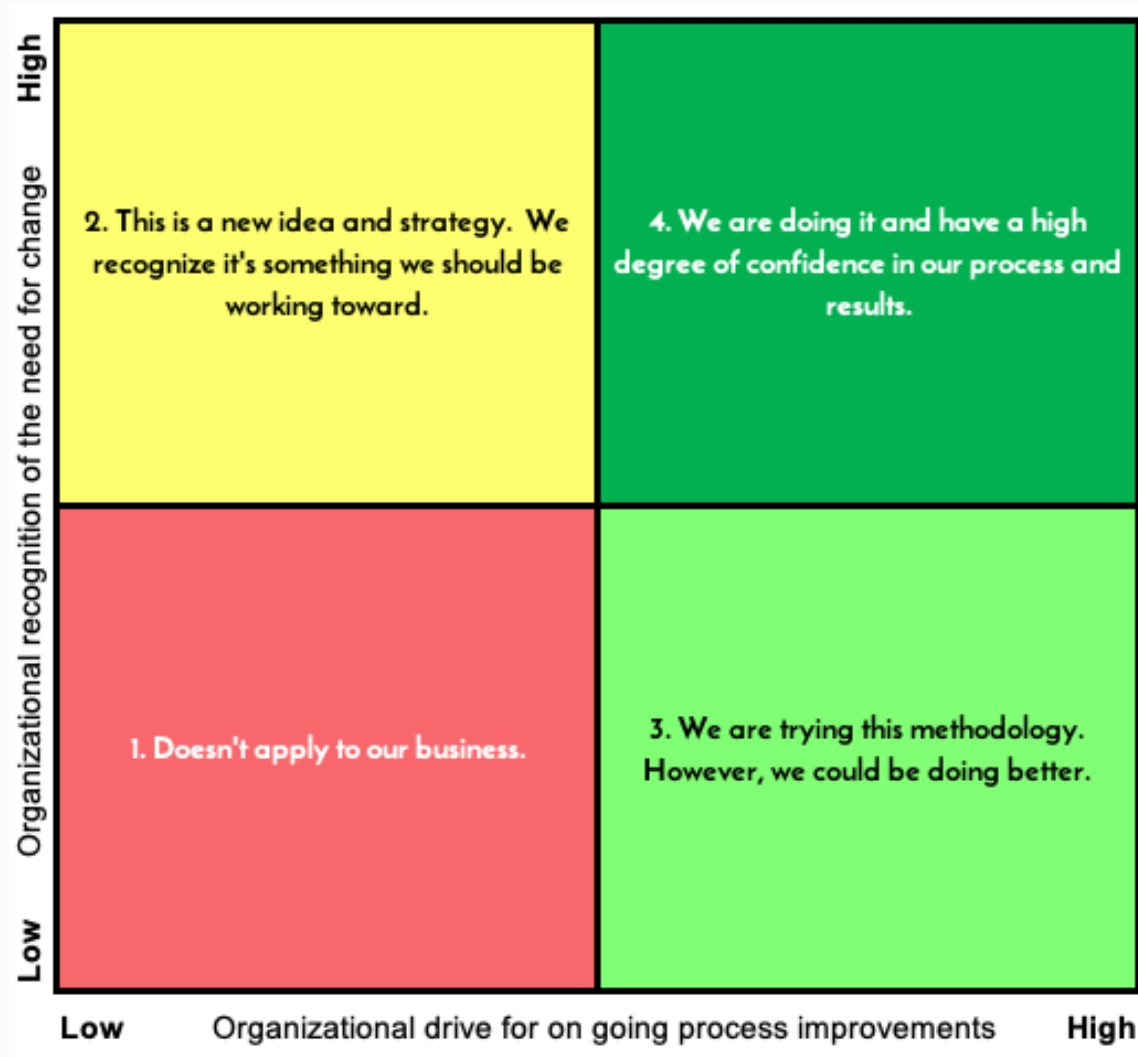 High
Organizational recognition of the need for change
Low
2. This is a new idea and strategy.  We
recognize it's something we should be
working toward.
4. We are doing it and have a high
degree of confidence in our process and
results.
1. Doesn't apply to our business.
3. We are trying this methodology.
However, we could be doing better.
Low
Organizational drive for on going process improvements
High